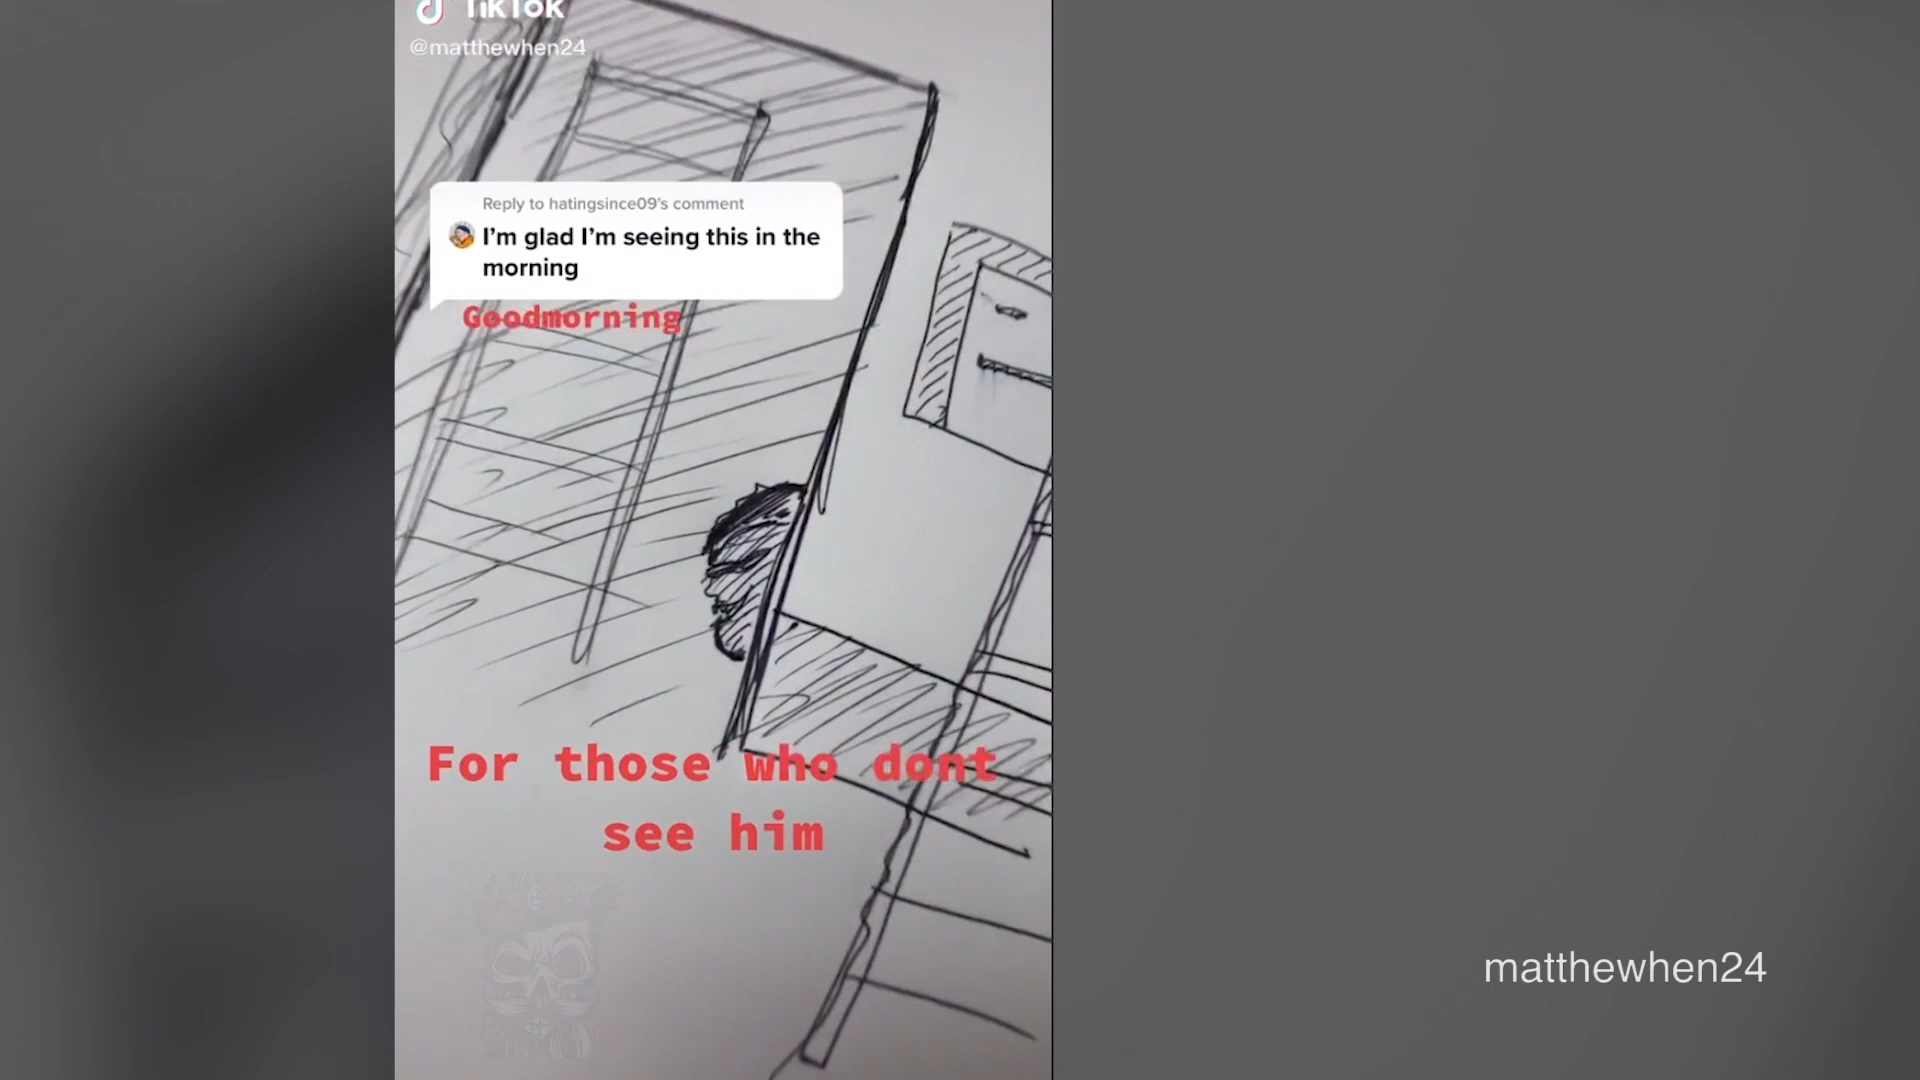 TikTok
@matthewhen24
Reply to hatingsince09's comment
I'm glad I'm seeing this in the
morning
Goodmorning
For those who dont
see him
matthewhen24